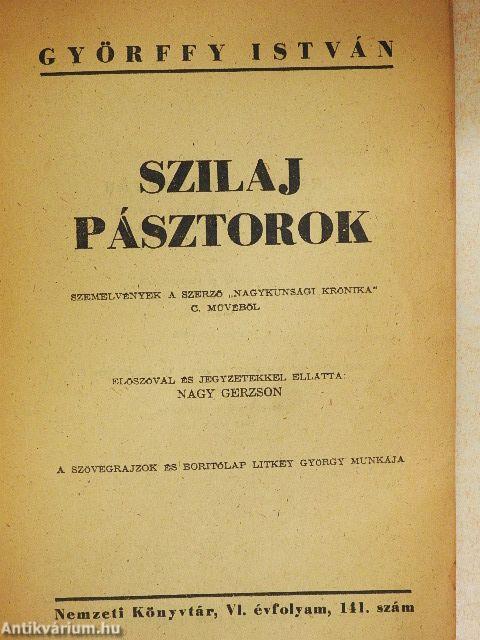 GYÖRFFY ISTVÁN
SZILAJ
PÁSZTOROK
SZEMELVÉNYEK A SZERZŐ „NAGYKUNSÁGI KRÓNIKA"
C. MŰVÉBŐL
ELŐSZÓVAL ÉS JEGYZETEKKEL ELLÁTTA:
NAGY GERZSON
A SZÖVEGRAJZOK ÉS BORÍTÓLAP LITKEY GYÖRGY MUNKÁJA
Nemzeti Könyvtár, VI. évfolyam, 141. szám
Antikvárium.hu